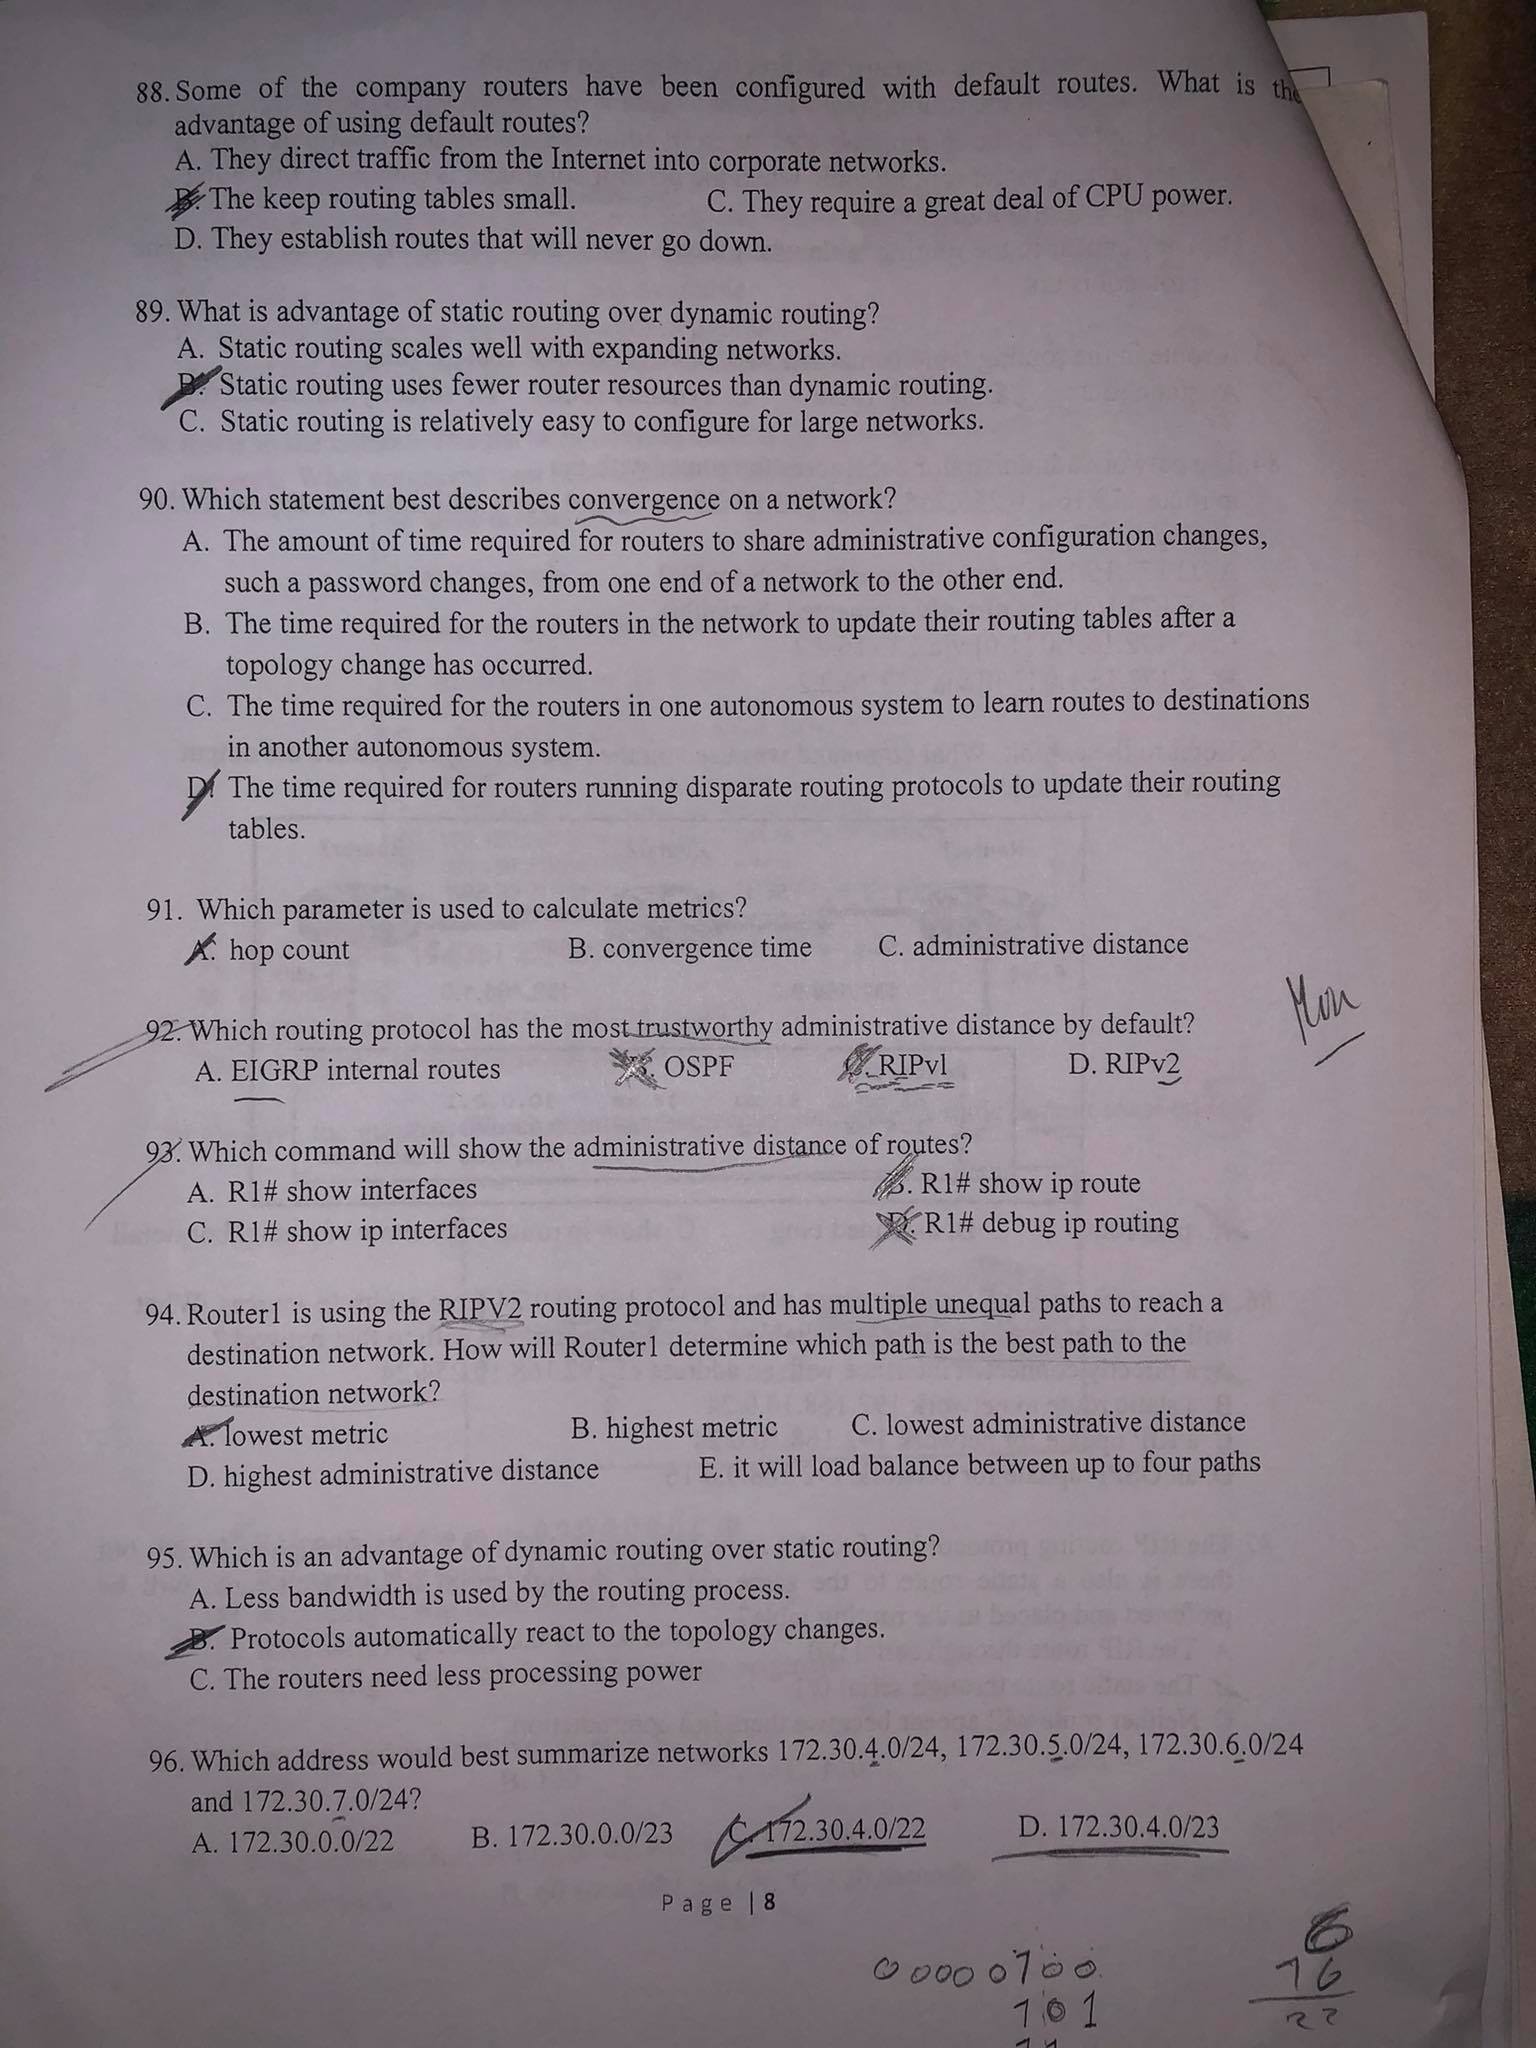 88. Some of the company routers have been configured with default routes. What is the
advantage of using default routes?
A. They direct traffic from the Internet into corporate networks.
B. The keep routing tables small. C. They require a great deal of CPU power.
D. They establish routes that will never go down.
89. What is advantage of static routing over dynamic routing?
A. Static routing scales well with expanding networks.
B. Static routing uses fewer router resources than dynamic routing.
C. Static routing is relatively easy to configure for large networks.
90. Which statement best describes convergence on a network?
A. The amount of time required for routers to share administrative configuration changes,
such a password changes, from one end of a network to the other end.
B. The time required for the routers in the network to update their routing tables after a
topology change has occurred.
C. The time required for the routers in one autonomous system to learn routes to destinations
in another autonomous system.
D. The time required for routers running disparate routing protocols to update their routing
tables.
91. Which parameter is used to calculate metrics?
A. hop count B. convergence time C. administrative distance
92. Which routing protocol has the most trustworthy administrative distance by default?
A. EIGRP internal routes B. OSPF C. RIPv1 D. RIPv2
93. Which command will show the administrative distance of routes?
A. R1# show interfaces B. R1# show ip route
C. R1# show ip interfaces D. R1# debug ip routing
94. Router1 is using the RIPV2 routing protocol and has multiple unequal paths to reach a
destination network. How will Router1 determine which path is the best path to the
destination network?
A. lowest metric B. highest metric C. lowest administrative distance
D. highest administrative distance E. it will load balance between up to four paths
95. Which is an advantage of dynamic routing over static routing?
A. Less bandwidth is used by the routing process.
B. Protocols automatically react to the topology changes.
C. The routers need less processing power
96. Which address would best summarize networks 172.30.4.0/24, 172.30.5.0/24, 172.30.6.0/24
and 172.30.7.0/24?
A. 172.30.0.0/22 B. 172.30.0.0/23 C. 172.30.4.0/22 D. 172.30.4.0/23
Page | 8
00000100
101
16
22